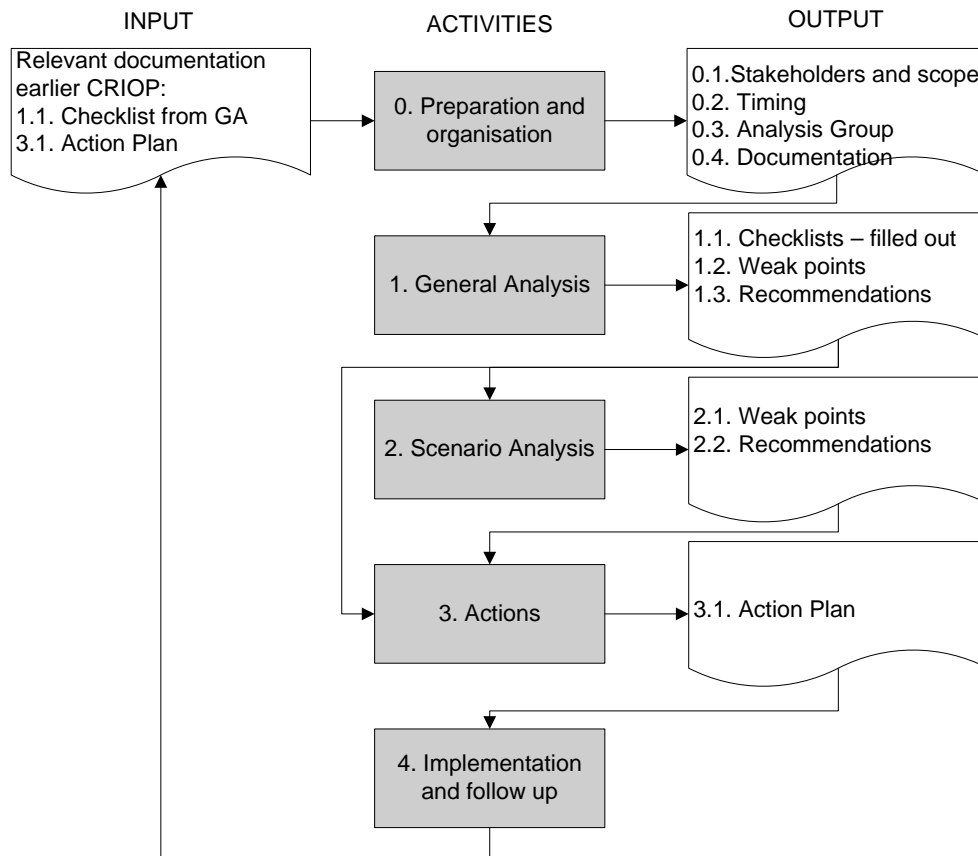 INPUT
ACTIVITIES
OUTPUT
Relevant documentation
earlier CRIOP:
1.1. Checklist from GA
3.1. Action Plan
0. Preparation and
organisation
0.1.Stakeholders and scope
0.2. Timing
0.3. Analysis Group
0.4. Documentation
1. General Analysis
1.1. Checklists – filled out
1.2. Weak points
1.3. Recommendations
2. Scenario Analysis
2.1. Weak points
2.2. Recommendations
3. Actions
3.1. Action Plan
4. Implementation
and follow up